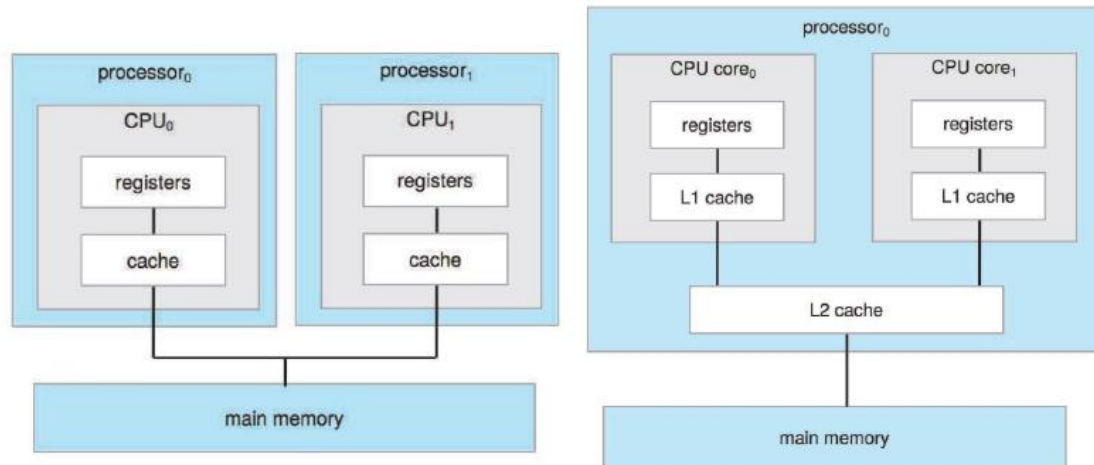 processor₀
CPU₀
registers
cache
processor₁
CPU₁
registers
cache
main memory
processor₀
CPU core₀
registers
L1 cache
CPU core₁
registers
L1 cache
L2 cache
main memory